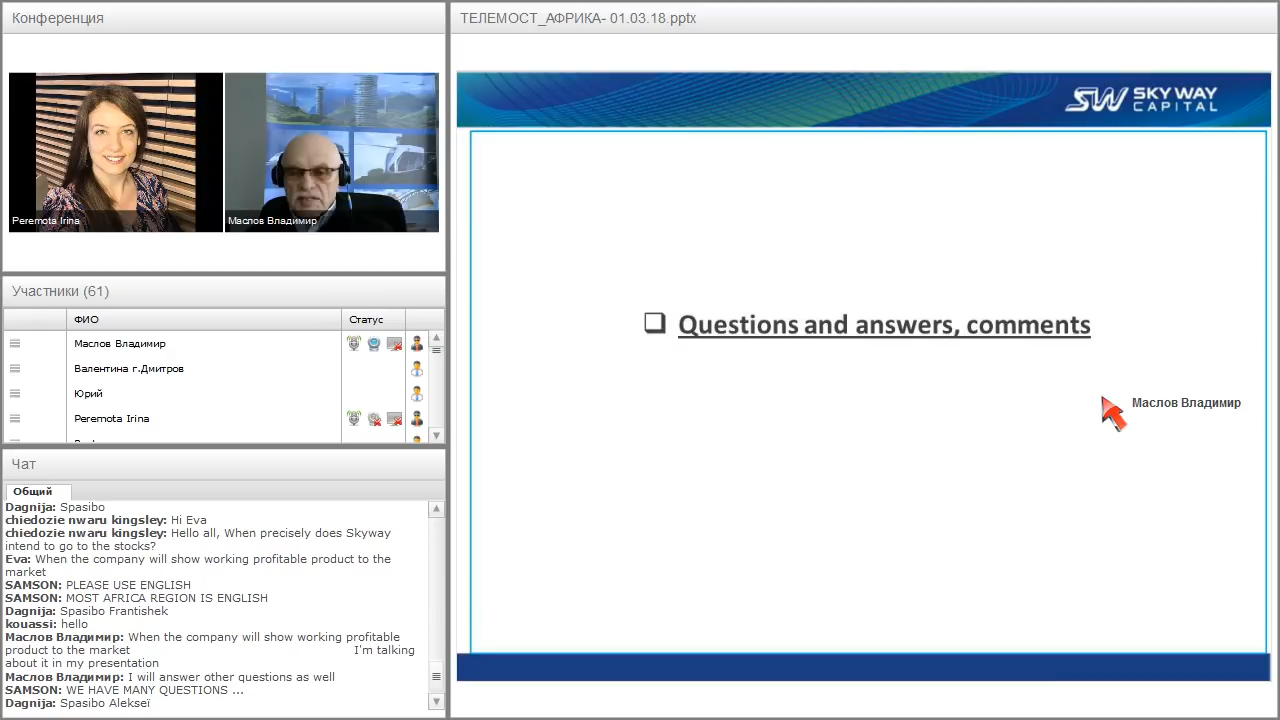 Конференция
Peremota Irina
Маслов Владимир
Участники (61)
ФИО
Статус
Маслов Владимир
Валентина г.Дмитров
Юрий
Peremota Irina
Чат
Общий
Dagnija: Spasibo
chiedozie nwaru kingsley: Hi Eva
chiedozie nwaru kingsley: Hello all, When precisely does Skyway
intend to go to the stocks?
Eva: When the company will show working profitable product to the
market
SAMSON: PLEASE USE ENGLISH
SAMSON: MOST AFRICA REGION IS ENGLISH
Dagnija: Spasibo Frantishek
kouassi: hello
Маслов Владимир: When the company will show working profitable
product to the market I'm talking
about it in my presentation
Маслов Владимир: I will answer other questions as well
SAMSON: WE HAVE MANY QUESTIONS ...
Dagnija: Spasibo Alekseï
ТЕЛЕМОСТ_АФРИКА- 01.03.18.pptx
SW SKY WAY
CAPITAL
Questions and answers, comments
Маслов Владимир